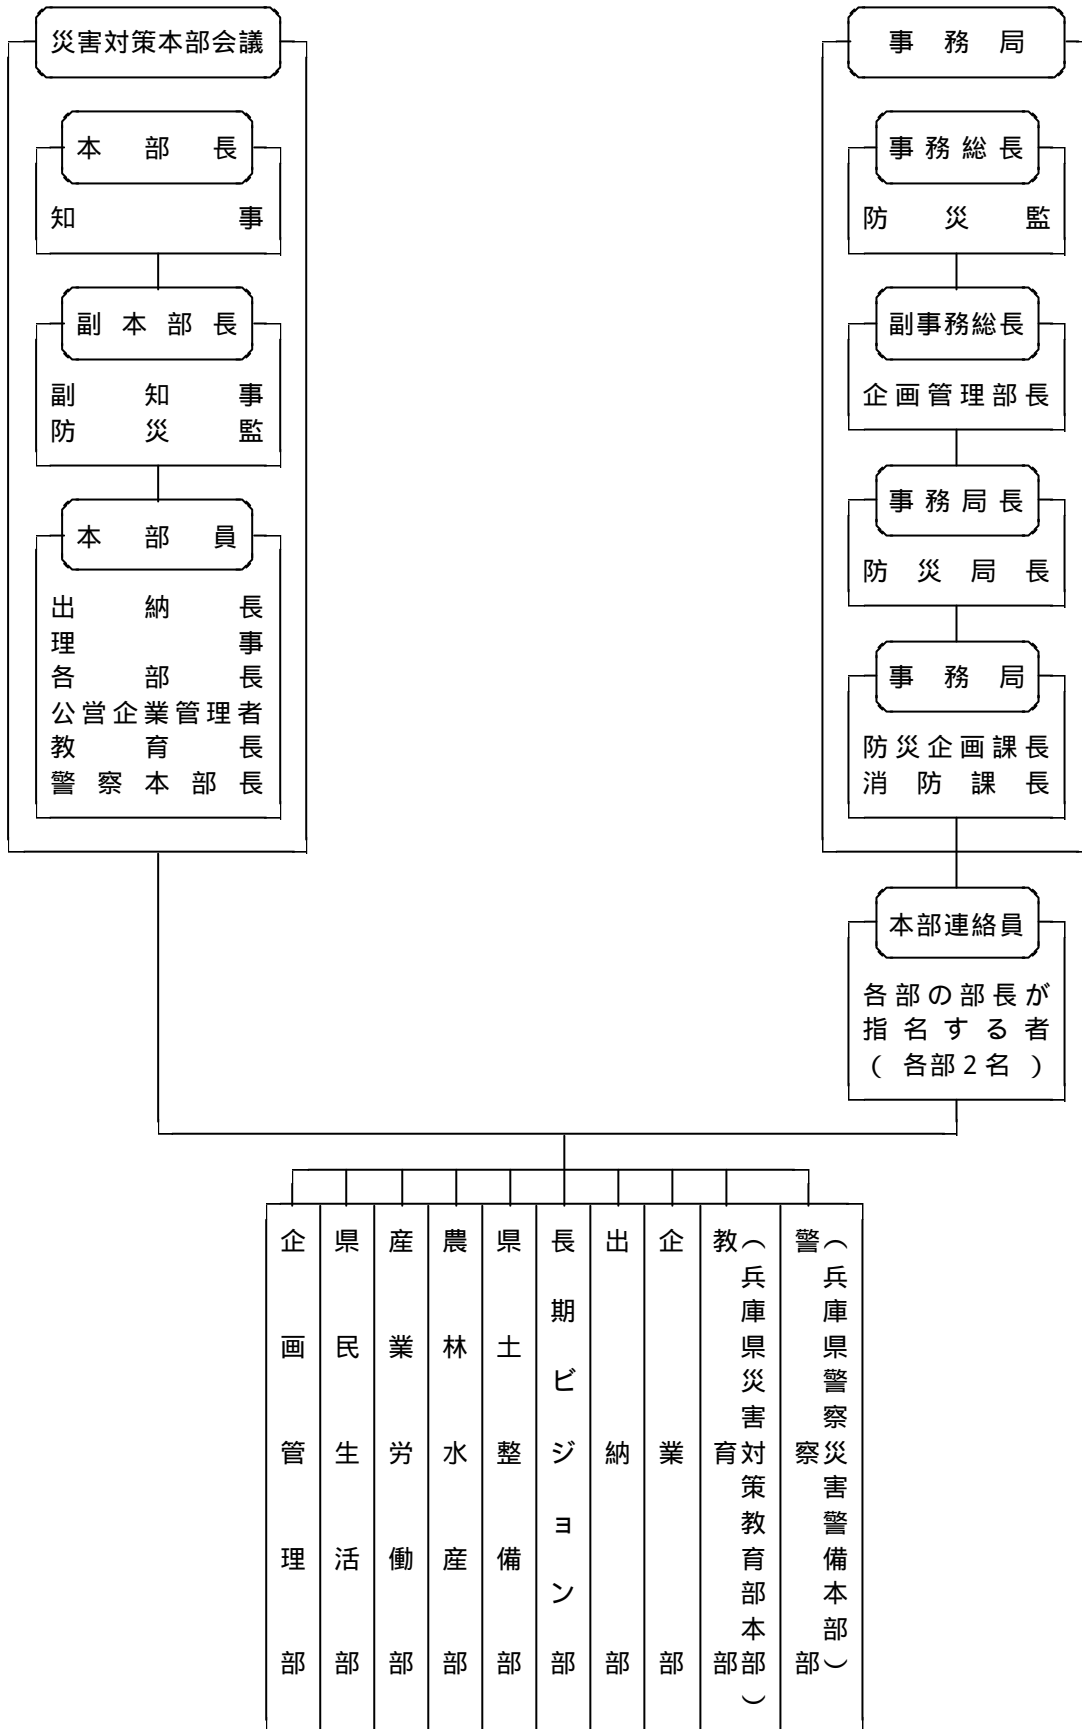 災害対策本部会議
本部長
知事
副本部長
副知事
防災監
本部員
出納長
理事
各部長
公営企業管理者
教育長
警察本部長
事務局
事務総長
防災監
副事務総長
企画管理部長
事務局長
防災局長
事務局
防災企画課長
消防課長
本部連絡員
各部の部長が
指名する者
(各部2名)
企画管理部
県民生活部
産業労働部
農林水産部
県土整備部
長期ビジョン部
出納部
企業部
教育部
(兵庫県災害対策教育部本部)
警察部
(兵庫県警察災害警備本部)